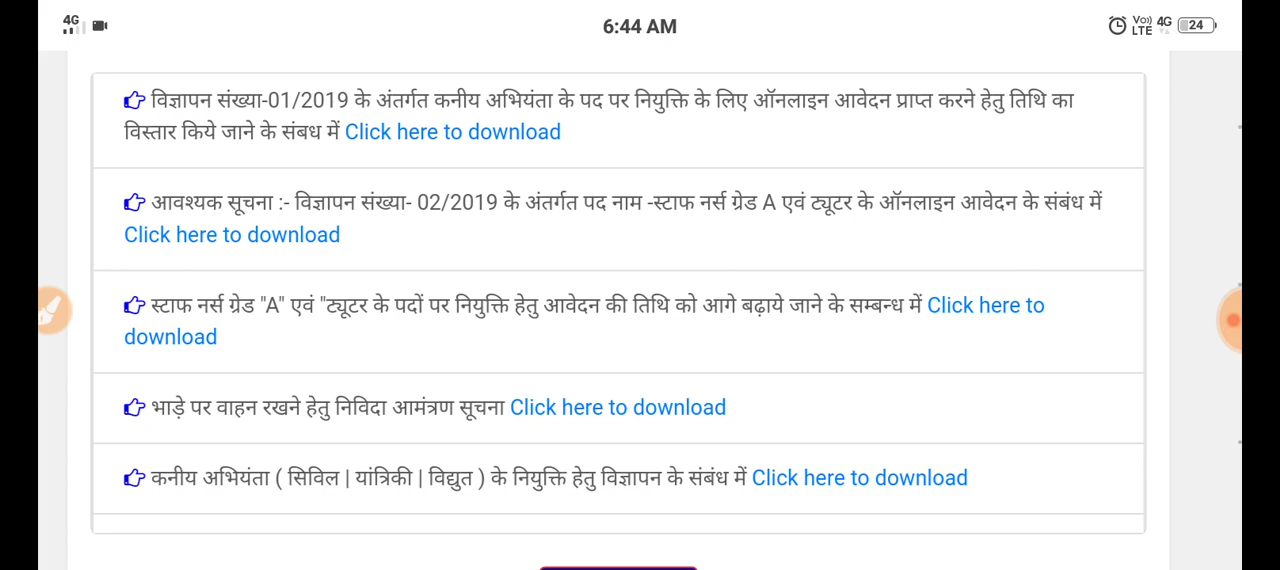 4G
6:44 AM
VoLTE 4G 24
विज्ञापन संख्या-01/2019 के अंतर्गत कनीय अभियंता के पद पर नियुक्ति के लिए ऑनलाइन आवेदन प्राप्त करने हेतु तिथि का
विस्तार किये जाने के संबध में Click here to download
आवश्यक सूचना :- विज्ञापन संख्या- 02/2019 के अंतर्गत पद नाम -स्टाफ नर्स ग्रेड A एवं ट्यूटर के ऑनलाइन आवेदन के संबंध में
Click here to download
स्टाफ नर्स ग्रेड "A" एवं "ट्यूटर के पदों पर नियुक्ति हेतु आवेदन की तिथि को आगे बढ़ाये जाने के सम्बन्ध में Click here to
download
भाड़े पर वाहन रखने हेतु निविदा आमंत्रण सूचना Click here to download
कनीय अभियंता ( सिविल | यांत्रिकी | विद्युत ) के नियुक्ति हेतु विज्ञापन के संबंध में Click here to download